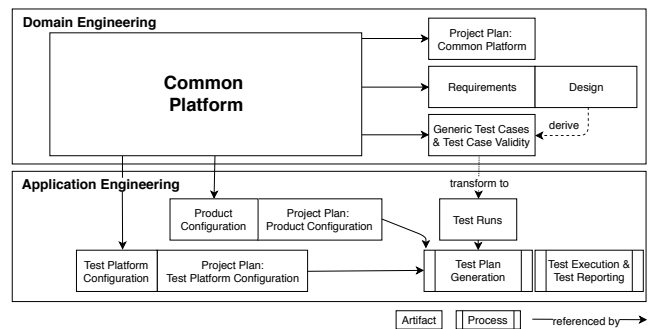 Domain Engineering
Common
Platform
Project Plan:
Common Platform
Requirements
Design
derive
Generic Test Cases
& Test Case Validity
Application Engineering
transform to
Product
Configuration
Project Plan:
Product Configuration
Test Runs
Test Platform
Configuration
Project Plan:
Test Platform Configuration
Test Plan
Generation
Test Execution &
Test Reporting
Artifact
Process
referenced by